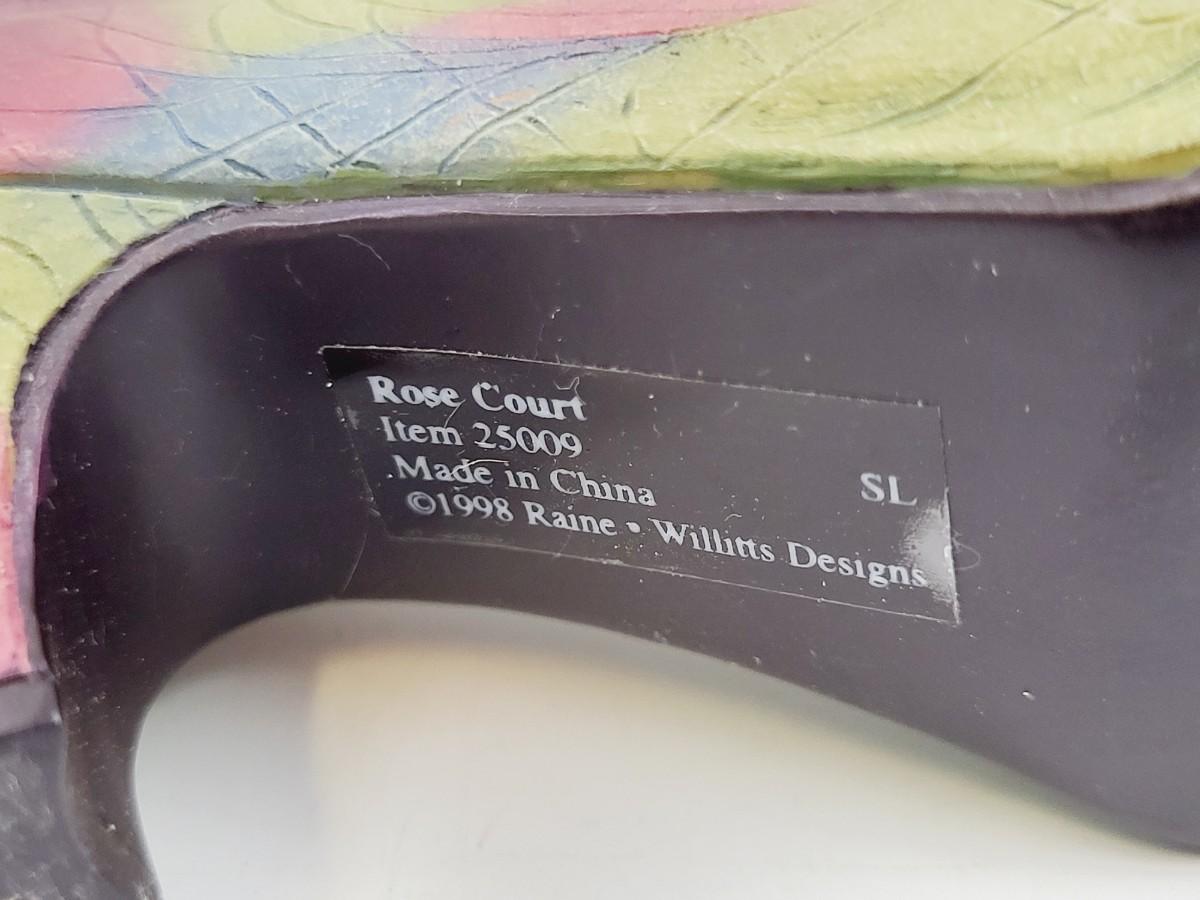 Rose Court
Item 25009
Made in China
SL
©1998 Raine • Willitts Designs